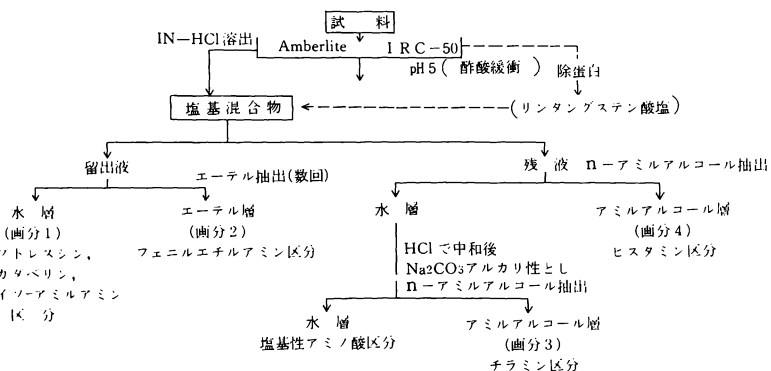 試料
IN−HCl溶出
Amberlite IRC−50
pH5(酢酸緩衝)
除蛋白
塩基混合物
(リンタングステン酸塩)
留出液
エーテル抽出(数回)
残液 n−アミルアルコール抽出
水層
(画分1)
トレスシン,
カダベリン,
イソーアミルアミン
区分
エーテル層
(画分2)
フェニルエチルアミン区分
水層
アミルアルコール層
(画分4)
ヒスタミン区分
HClで中和後
Na2CO3アルカリ性とし
n−アミルアルコール抽出
水層
塩基性アミノ酸区分
アミルアルコール層
(画分3)
チラミン区分